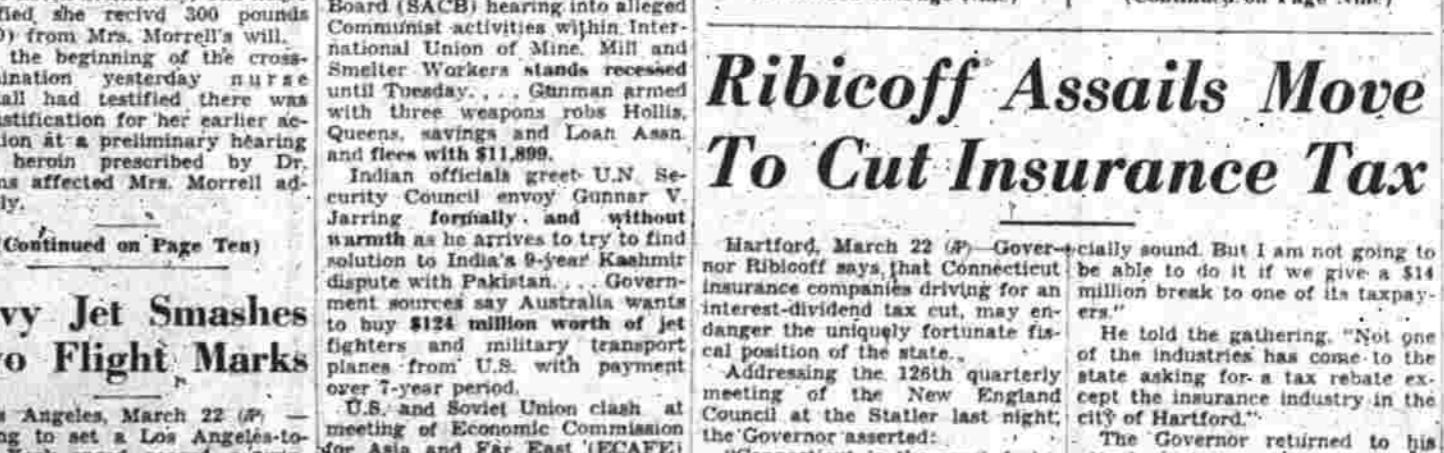 fied, she recivd 300 pounds
from Mrs. Morrell's will.
the beginning of the cross-
ination yesterday nurse
all had testified there was
stification for her earlier ac-
ion at a preliminary hearing
heroin prescribed by Dr.
ns affected Mrs. Morrell ad-
ly.
(Continued on Page Ten)
vy Jet Smashes
o Flight Marks
s Angeles, March 22 (AP) —
ng to set a Los Angeles-to-
Board (SACB) hearing into alleged
Communist activities within Inter-
national Union of Mine, Mill and
Smelter Workers stands recessed
until Tuesday. . . . Gunman armed
with three weapons robs Hollis,
Queens, savings and Loan Assn.
and flees with $11,899.
Indian officials greet U.N. Se-
curity Council envoy Gunnar V.
Jarring formally and without
warmth as he arrives to try to find
solution to India's 9-year Kashmir
dispute with Pakistan. . . . Govern-
ment sources say Australia wants
to buy $124 million worth of jet
fighters and military transport
planes from U.S. with payment
over 7-year period.
U.S. and Soviet Union clash at
meeting of Economic Commission
for Asia and Far East (ECAFE)
(Continued on Page Nine)
Ribicoff Assails Move
To Cut Insurance Tax
Hartford, March 22 (AP)—Gover-
nor Ribicoff says that Connecticut
insurance companies driving for an
interest-dividend tax cut, may en-
danger the uniquely fortunate fis-
cal position of the state.
Addressing the 126th quarterly
meeting of the New England
Council at the Statler last night,
the Governor asserted:
cially sound. But I am not going to
be able to do it if we give a $14
million break to one of its taxpay-
ers."
He told the gathering, "Not one
of the industries has come to the
state asking for a tax rebate ex-
cept the insurance industry in the
city of Hartford."
The Governor returned to his